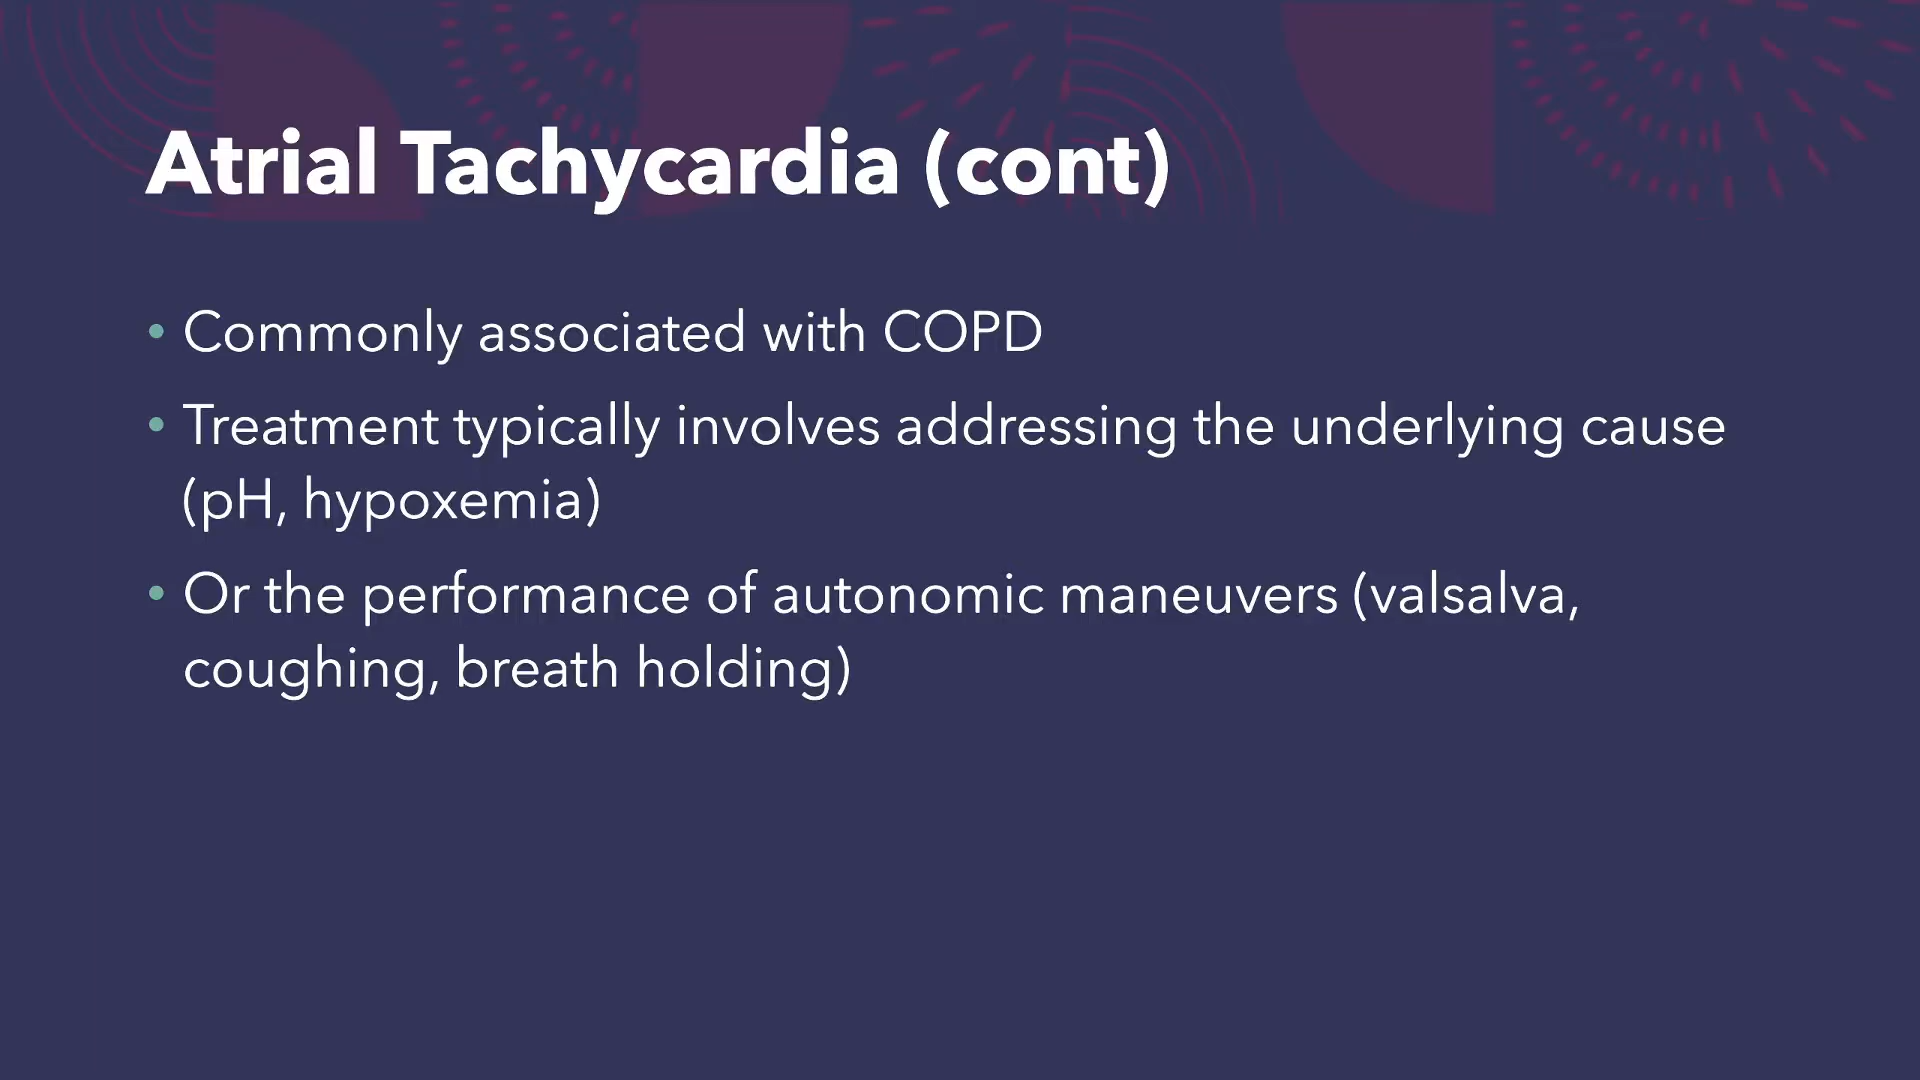 Atrial Tachycardia (cont)
• Commonly associated with COPD
• Treatment typically involves addressing the underlying cause
(pH, hypoxemia)
• Or the performance of autonomic maneuvers (valsalva,
coughing, breath holding)